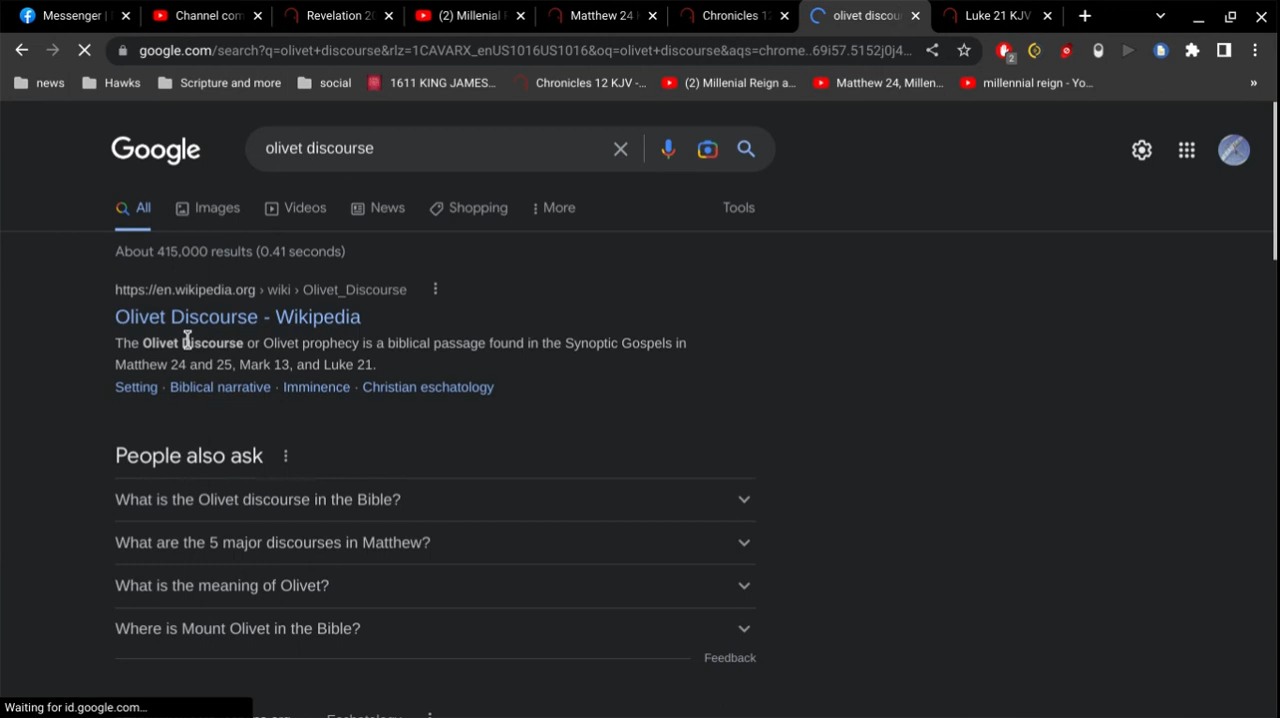 Messenger | F
Channel com
Revelation 20
(2) Millenial F
Matthew 24 K
Chronicles 12
olivet discou
Luke 21 KJV
google.com/search?q=olivet+discourse&rlz=1CAVARX_enUS1016US1016&oq=olivet+discourse&aqs=chrome..69i57.5152j0j4...
2
news
Hawks
Scripture and more
social
1611 KING JAMES...
Chronicles 12 KJV -...
(2) Millenial Reign a...
Matthew 24, Millen...
millennial reign - Yo...
»
Google
olivet discourse
All
Images
Videos
News
Shopping
More
Tools
About 415,000 results (0.41 seconds)
https://en.wikipedia.org › wiki › Olivet_Discourse
Olivet Discourse - Wikipedia
The Olivet Discourse or Olivet prophecy is a biblical passage found in the Synoptic Gospels in
Matthew 24 and 25, Mark 13, and Luke 21.
Setting · Biblical narrative · Imminence · Christian eschatology
People also ask
What is the Olivet discourse in the Bible?
What are the 5 major discourses in Matthew?
What is the meaning of Olivet?
Where is Mount Olivet in the Bible?
Feedback
Waiting for id.google.com...